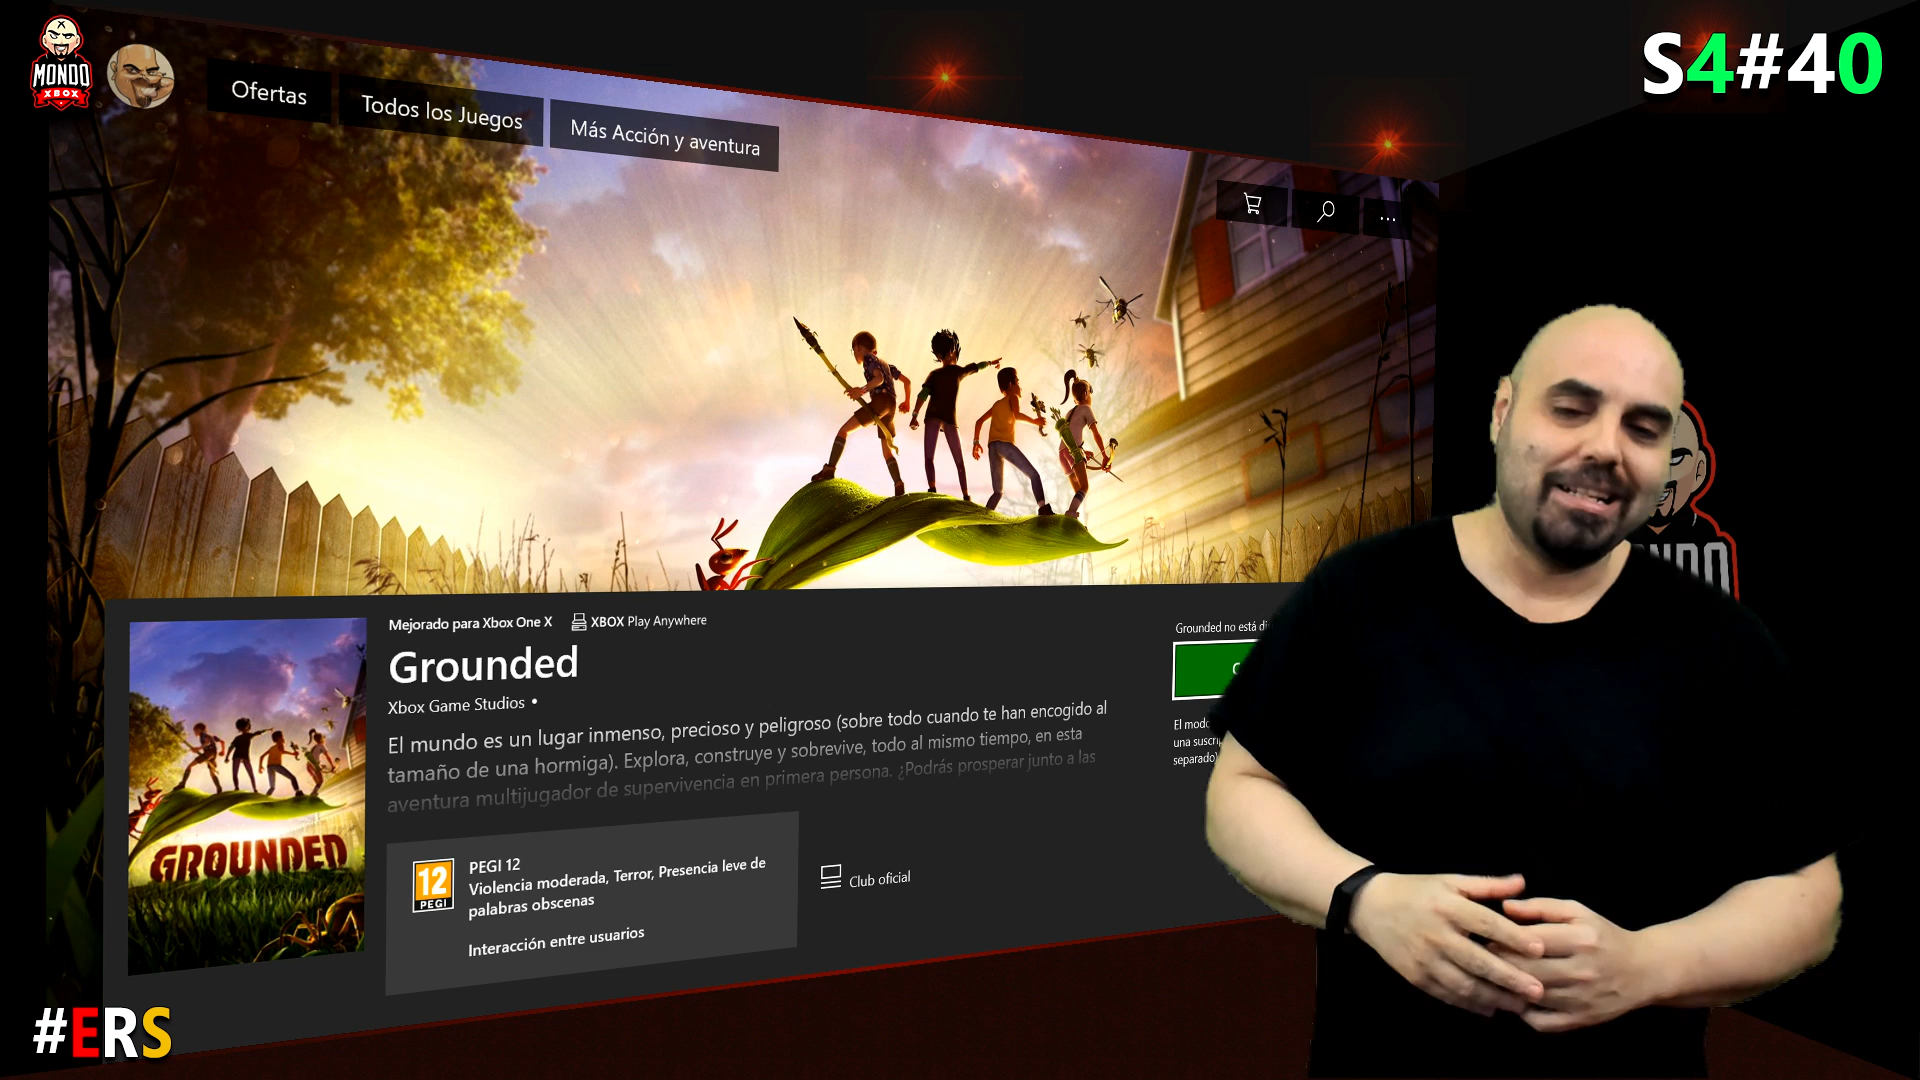 MONDO
XBOX
S4#40
Ofertas
Todos los Juegos
Más Acción y aventura
Mejorado para Xbox One X
XBOX Play Anywhere
Grounded
Xbox Game Studios •
El mundo es un lugar inmenso, precioso y peligroso (sobre todo cuando te han encogido al
tamaño de una hormiga). Explora, construye y sobrevive, todo al mismo tiempo, en esta
aventura multijugador de supervivencia en primera persona. ¿Podrás prosperar junto a las
Grounded no está
El
una
separado)
GROUNDED
12
PEGI
PEGI 12
Violencia moderada, Terror, Presencia leve de
palabras obscenas
Interacción entre usuarios
Club oficial
#ERS